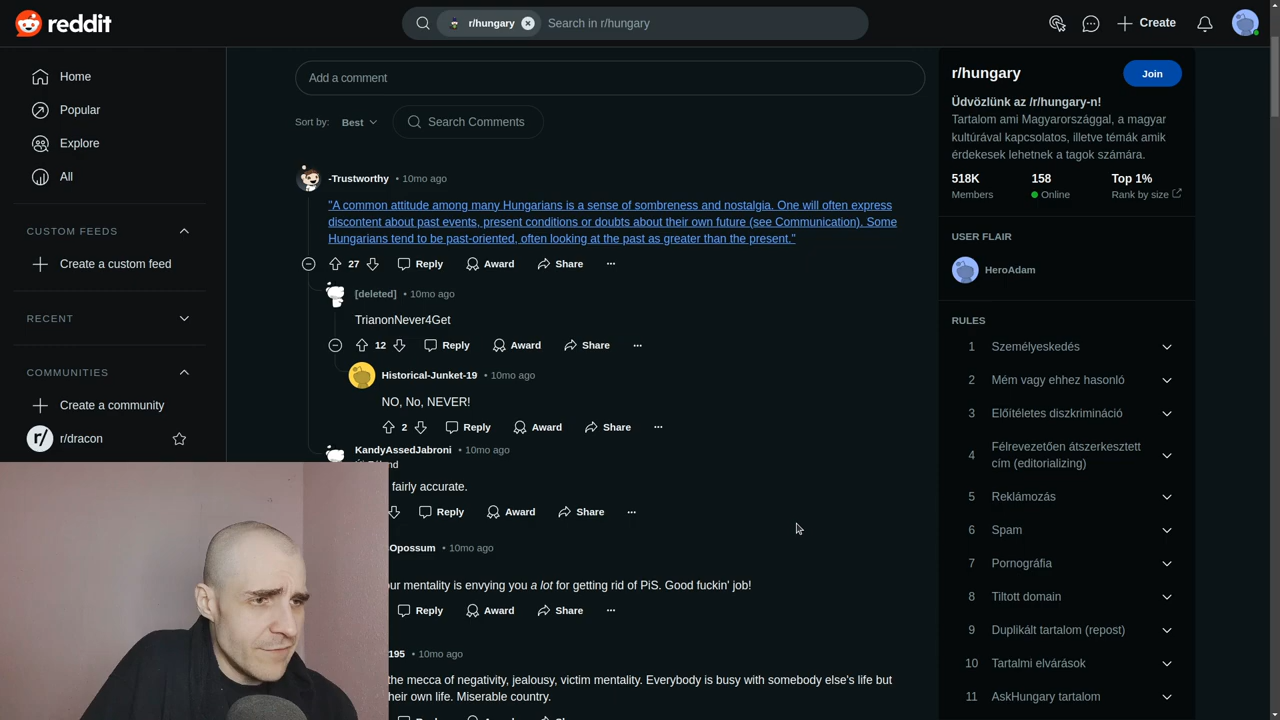 reddit
r/hungary
Search in r/hungary
Create
Home
Popular
Explore
All
CUSTOM FEEDS
Create a custom feed
RECENT
COMMUNITIES
Create a community
r/
r/dracon
Add a comment
Sort by:
Best
Search Comments
-Trustworthy • 10mo ago
"A common attitude among many Hungarians is a sense of sombreness and nostalgia. One will often express
discontent about past events, present conditions or doubts about their own future (see Communication). Some
Hungarians tend to be past-oriented, often looking at the past as greater than the present."
27 Reply Award Share
[deleted] • 10mo ago
TrianonNever4Get
12 Reply Award Share
Historical-Junket-19 • 10mo ago
NO, No, NEVER!
2 Reply Award Share
KandyAssedJabroni • 10mo ago
fairly accurate.
Reply Award Share
Opossum • 10mo ago
our mentality is envying you a lot for getting rid of PiS. Good fuckin' job!
Reply Award Share
195 • 10mo ago
the mecca of negativity, jealousy, victim mentality. Everybody is busy with somebody else's life but
their own life. Miserable country.
r/hungary
Join
Üdvözlünk az /r/hungary-n!
Tartalom ami Magyarországgal, a magyar
kultúrával kapcsolatos, illetve témák amik
érdekesek lehetnek a tagok számára.
518K 158 Top 1%
Members Online Rank by size
USER FLAIR
HeroAdam
RULES
1 Személyeskedés
2 Mém vagy ehhez hasonló
3 Előítéletes diszkrimináció
4 Félrevezetően átszerkesztett
cím (editorializing)
5 Reklámozás
6 Spam
7 Pornográfia
8 Tiltott domain
9 Duplikált tartalom (repost)
10 Tartalmi elvárások
11 AskHungary tartalom